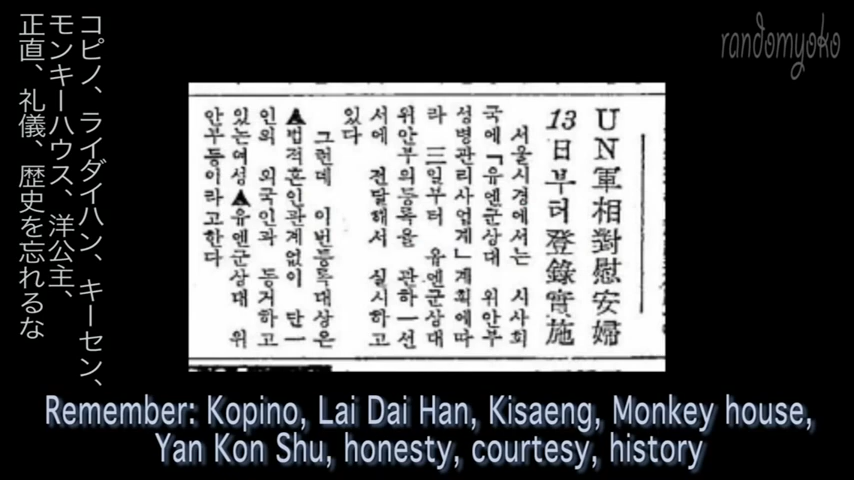 コピノ、ライダイハン、キーセン、
モンキーハウス、洋公主、
正直、礼儀、歴史を忘れるな
randomyoko
UN軍相對慰安婦
13日부터 登錄實施
서울시경에서는 시사회
국에「유엔군상대 위안부
성병관리사업계」계획에따
라 三일부터 유엔군상대
위안부의등록을 관하一선
서에 전달해서 실시하고
있다
그런데 이번등록대상은
▲법적혼인관계없이 단一
인의 외국인과 동거하고
있는여성▲유엔군상대 위
안부등이라고한다
Remember: Kopino, Lai Dai Han, Kisaeng, Monkey house,
Yan Kon Shu, honesty, courtesy, history